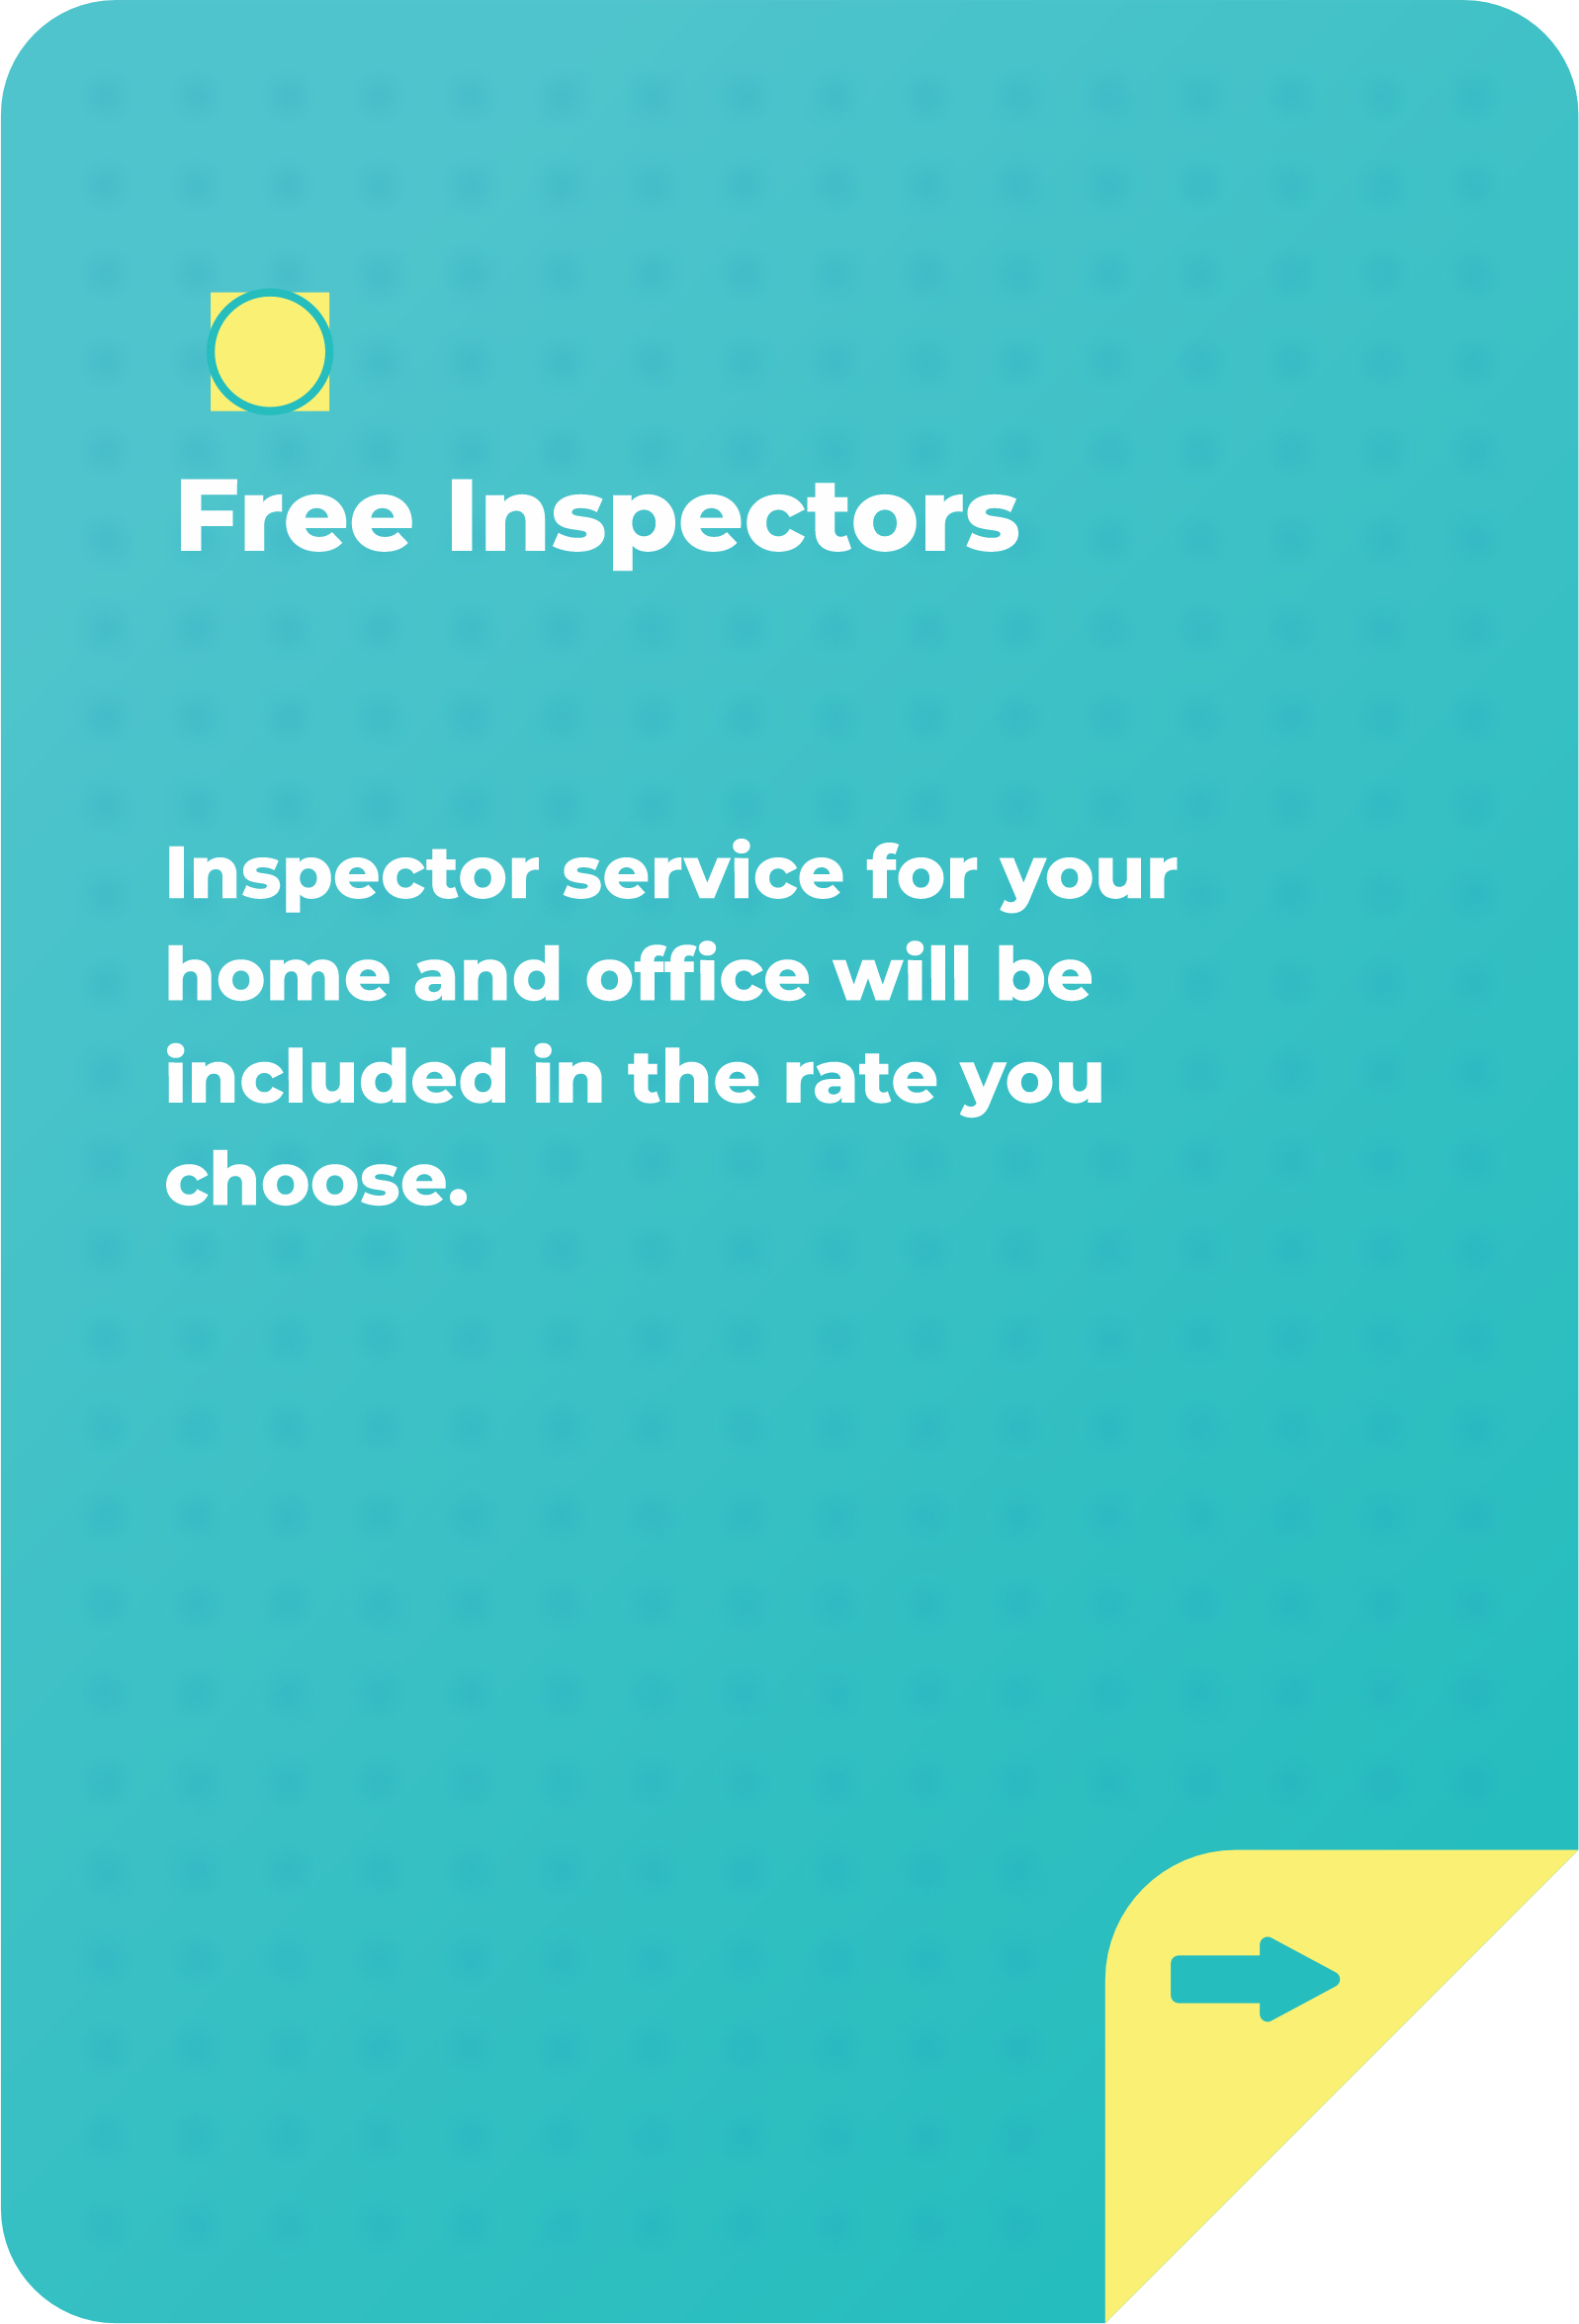 Free Inspectors
Inspector service for your
home and office will be
included in the rate you
choose.